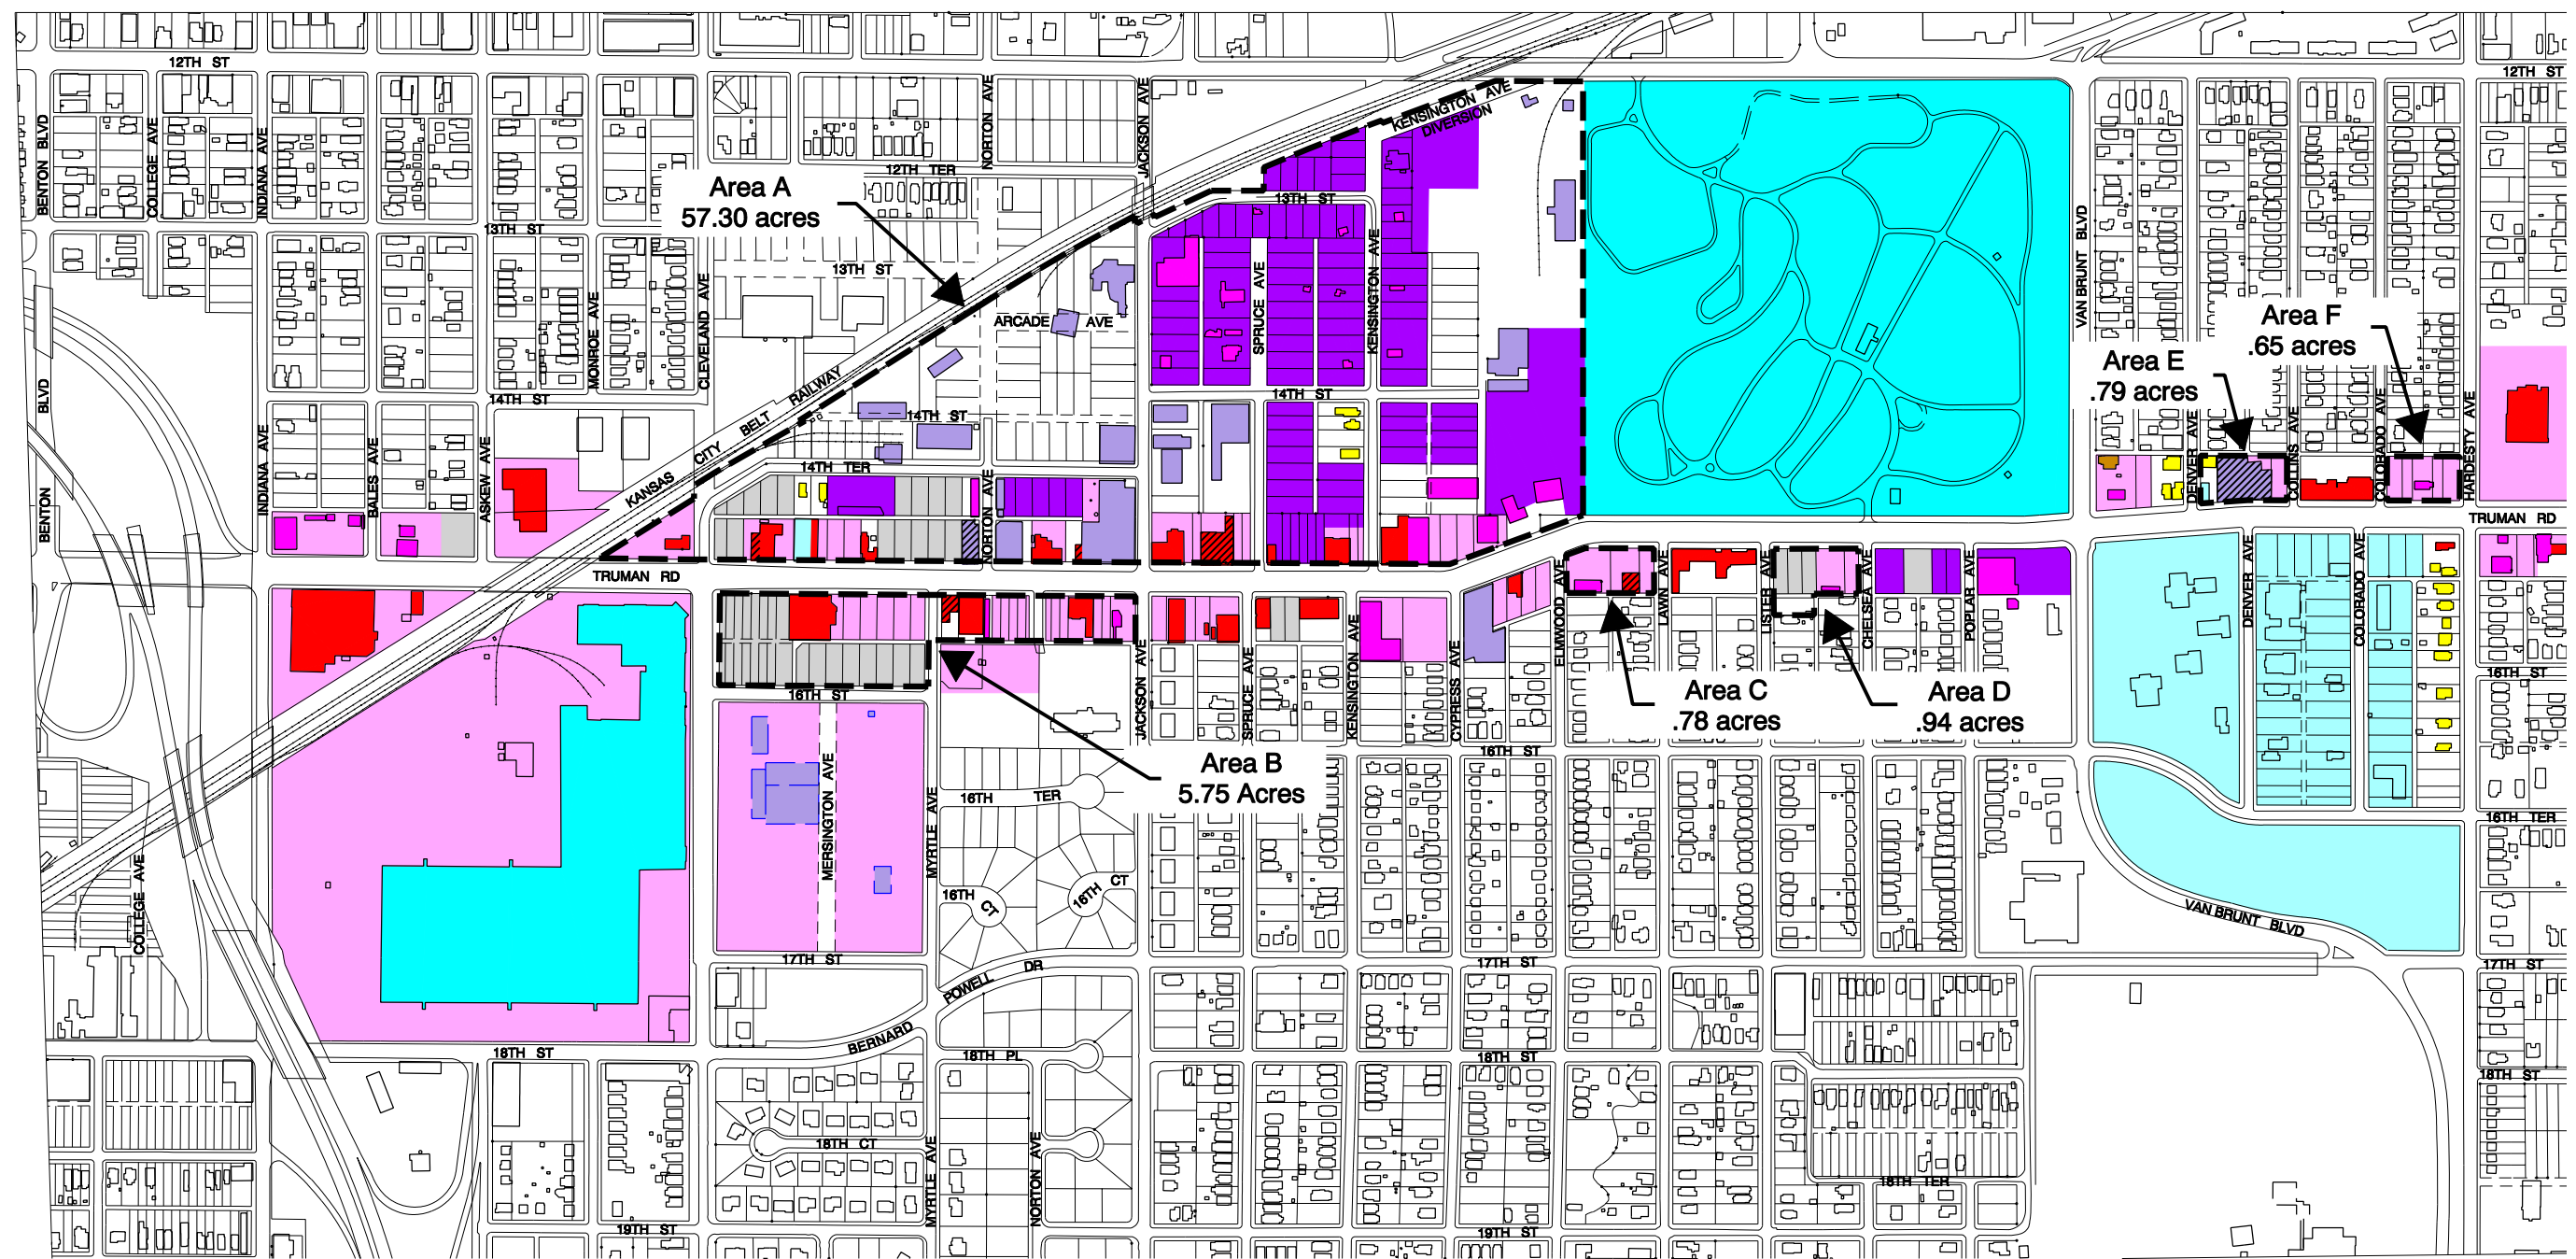 12TH ST
12TH ST
BENTON BLVD
COLLEGE AVE
INDIANA AVE
NORTON AVE
JACKSON AVE
KENSINGTON AVE
DIVERSION
12TH TER
Area A
57.30 acres
13TH ST
13TH ST
13TH ST
VAN BRUNT BLVD
MONROE AVE
CLEVELAND AVE
ARCADE AVE
SPRUCE AVE
KENSINGTON AVE
Area F
.65 acres
Area E
.79 acres
BENTON BLVD
14TH ST
KANSAS CITY BELT RAILWAY
14TH ST
14TH ST
INDIANA AVE
BALES AVE
ASKEW AVE
14TH TER
NORTON AVE
DENVER AVE
COLLINS AVE
COLORADO AVE
HARDESTY AVE
TRUMAN RD
TRUMAN RD
ELMWOOD AVE
LAWN AVE
LISTER AVE
CHELSEA AVE
POPLAR AVE
DENVER AVE
COLORADO AVE
JACKSON AVE
SPRUCE AVE
KENSINGTON AVE
CYPRESS AVE
16TH ST
16TH ST
Area C
.78 acres
Area D
.94 acres
16TH ST
Area B
5.75 Acres
MERSINGTON AVE
MYRTLE AVE
16TH TER
16TH TER
COLLEGE AVE
16TH CT
16TH CT
VAN BRUNT BLVD
17TH ST
17TH ST
17TH ST
POWELL DR
BERNARD
18TH ST
18TH PL
18TH ST
18TH ST
18TH CT
MYRTLE AVE
NORTON AVE
18TH TER
19TH ST
19TH ST